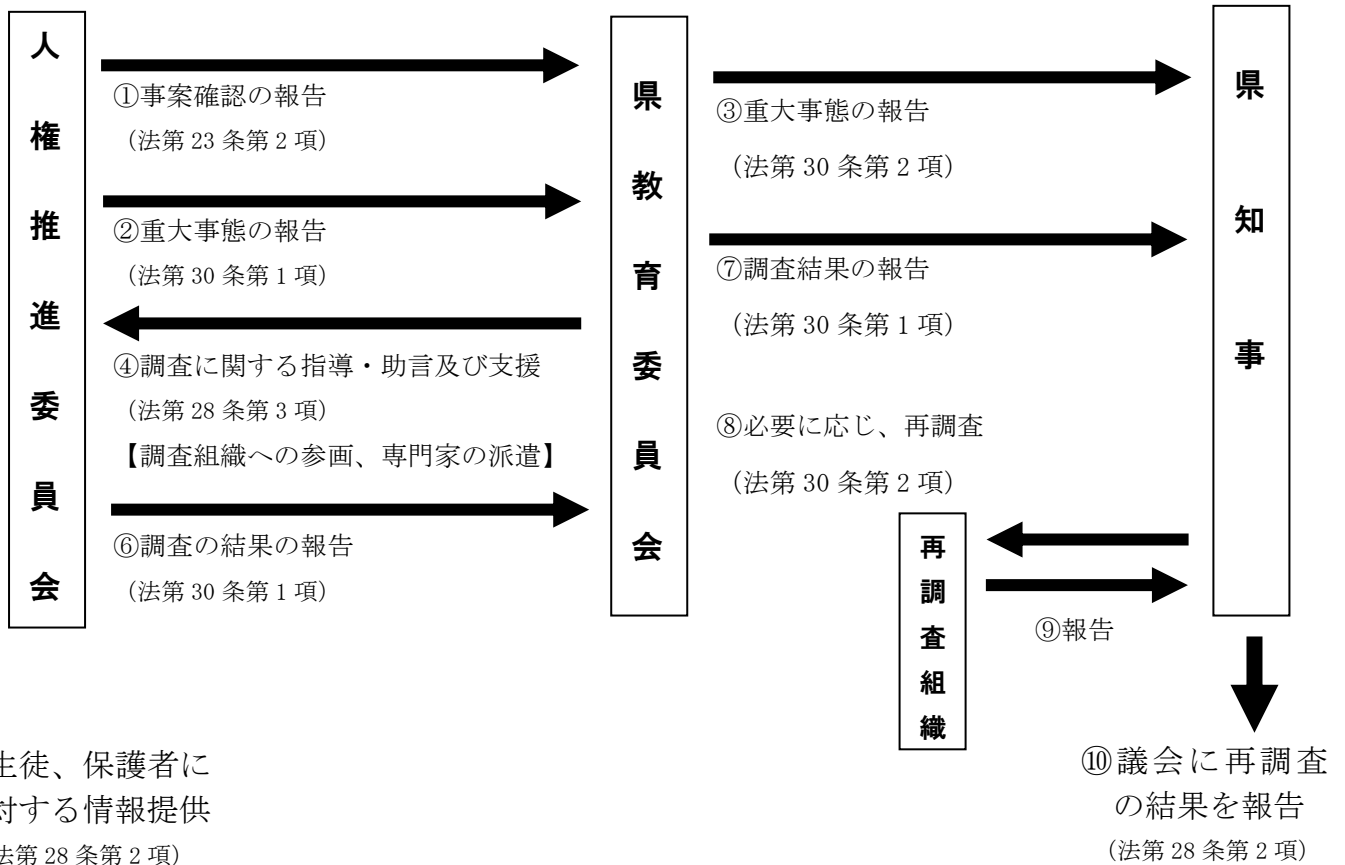 人権推進委員会
①事案確認の報告
（法第 23 条第 2 項）
②重大事態の報告
（法第 30 条第 1 項）
④調査に関する指導・助言及び支援
（法第 28 条第 3 項）
【調査組織への参画、専門家の派遣】
⑥調査の結果の報告
（法第 30 条第 1 項）
県教育委員会
③重大事態の報告
（法第 30 条第 2 項）
⑦調査結果の報告
（法第 30 条第 1 項）
⑧必要に応じ、再調査
（法第 30 条第 2 項）
再調査組織
⑨報告
県知事
生徒、保護者に
対する情報提供
法第 28 条第 2 項）
⑩議会に再調査
の結果を報告
（法第 28 条第 2 項）